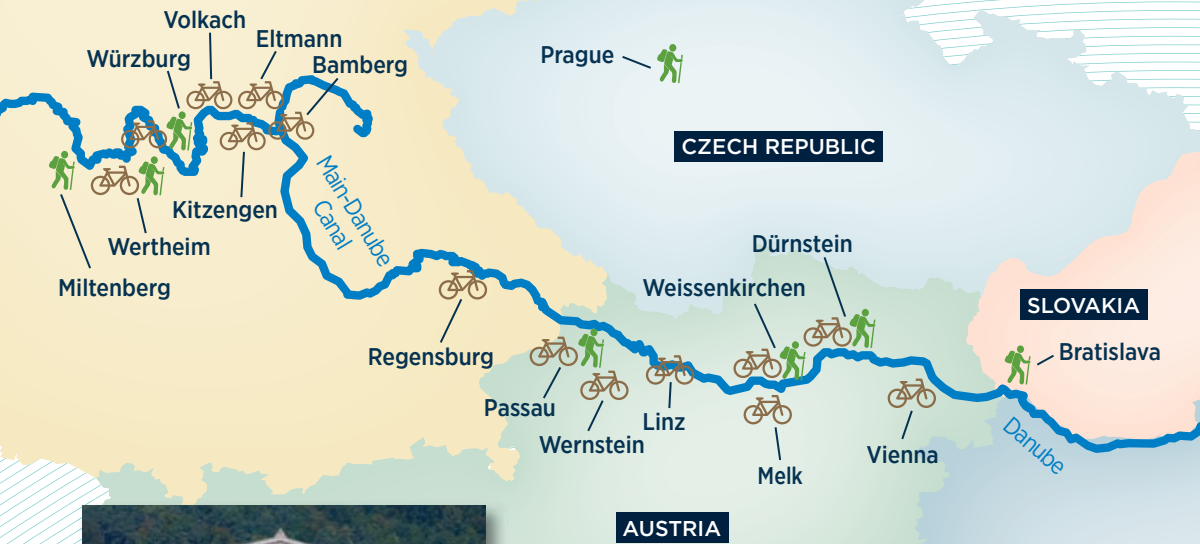 Volkach
Eltmann
Würzburg
Bamberg
Prague
CZECH REPUBLIC
Main-Danube
Canal
Kitzengen
Wertheim
Miltenberg
Dürnstein
Weissenkirchen
SLOVAKIA
Bratislava
Regensburg
Passau
Linz
Wernstein
Melk
Vienna
Danube
AUSTRIA